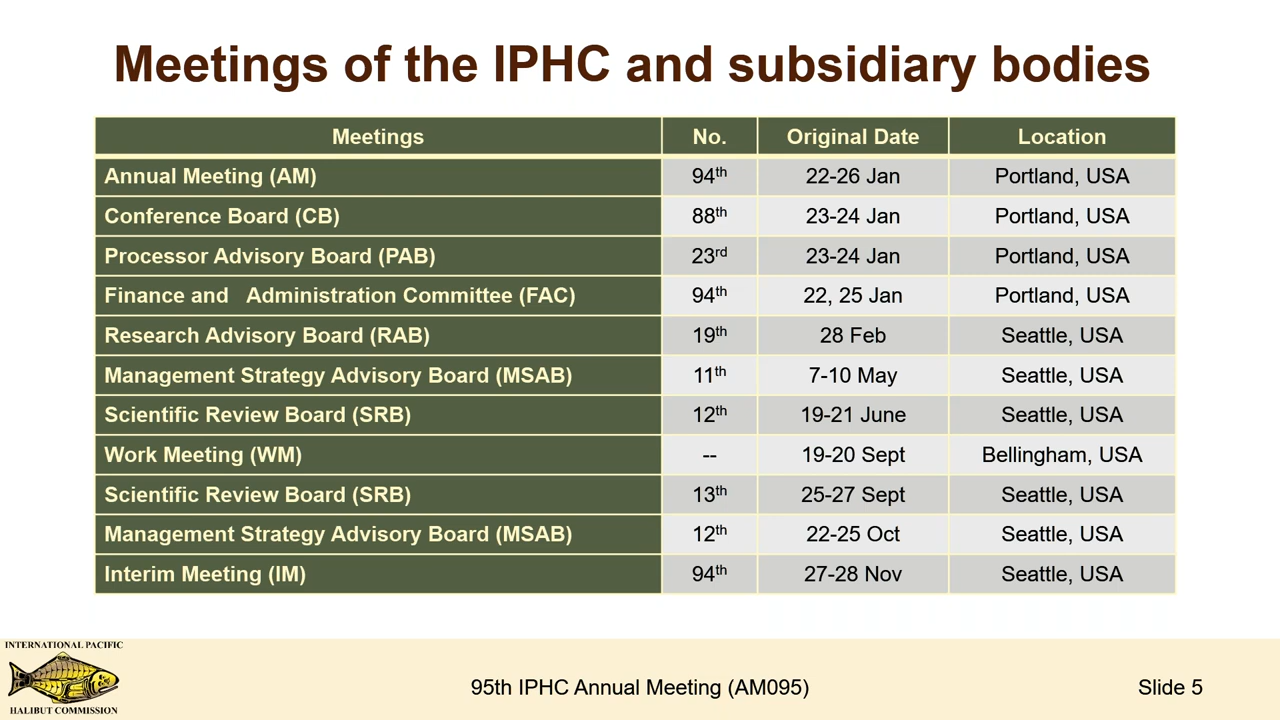 Meetings of the IPHC and subsidiary bodies
Meetings No. Original Date Location
Annual Meeting (AM) 94th 22-26 Jan Portland, USA
Conference Board (CB) 88th 23-24 Jan Portland, USA
Processor Advisory Board (PAB) 23rd 23-24 Jan Portland, USA
Finance and Administration Committee (FAC) 94th 22, 25 Jan Portland, USA
Research Advisory Board (RAB) 19th 28 Feb Seattle, USA
Management Strategy Advisory Board (MSAB) 11th 7-10 May Seattle, USA
Scientific Review Board (SRB) 12th 19-21 June Seattle, USA
Work Meeting (WM) -- 19-20 Sept Bellingham, USA
Scientific Review Board (SRB) 13th 25-27 Sept Seattle, USA
Management Strategy Advisory Board (MSAB) 12th 22-25 Oct Seattle, USA
Interim Meeting (IM) 94th 27-28 Nov Seattle, USA
INTERNATIONAL PACIFIC
HALIBUT COMMISSION
95th IPHC Annual Meeting (AM095)
Slide 5